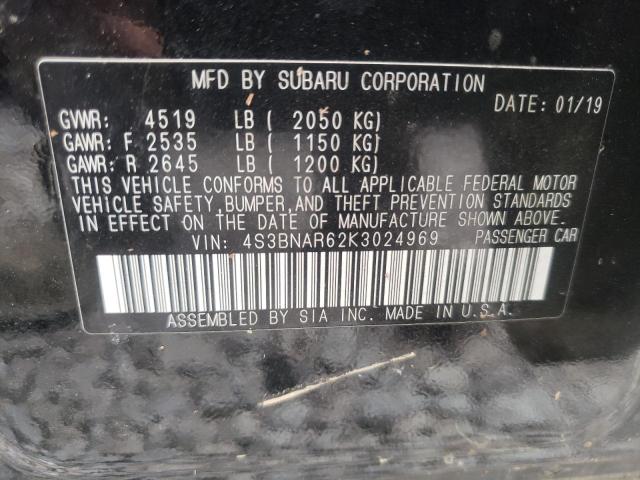 MFD BY SUBARU CORPORATION
DATE: 01/19
GVWR: 4519 LB ( 2050 KG)
GAWR: F 2535 LB ( 1150 KG)
GAWR: R 2645 LB ( 1200 KG)
THIS VEHICLE CONFORMS TO ALL APPLICABLE FEDERAL MOTOR
VEHICLE SAFETY, BUMPER, AND THEFT PREVENTION STANDARDS
IN EFFECT ON THE DATE OF MANUFACTURE SHOWN ABOVE.
VIN: 4S3BNAR62K3024969 PASSENGER CAR
ASSEMBLED BY SIA INC. MADE IN U.S.A.